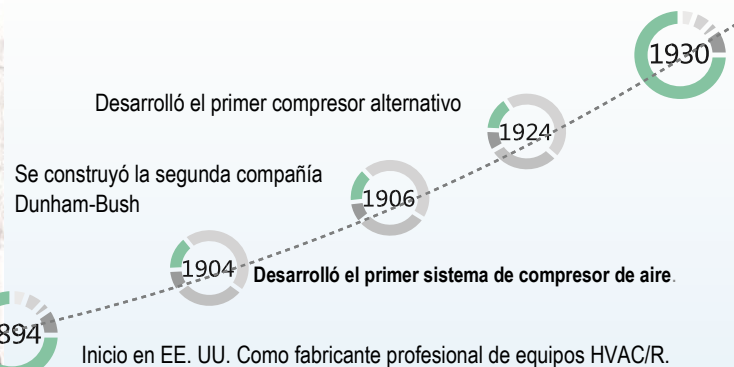 1930
Desarrolló el primer compresor alternativo
1924
Se construyó la segunda compañía
Dunham-Bush
1906
1904
Desarrolló el primer sistema de compresor de aire.
894
Inicio en EE. UU. Como fabricante profesional de equipos HVAC/R.